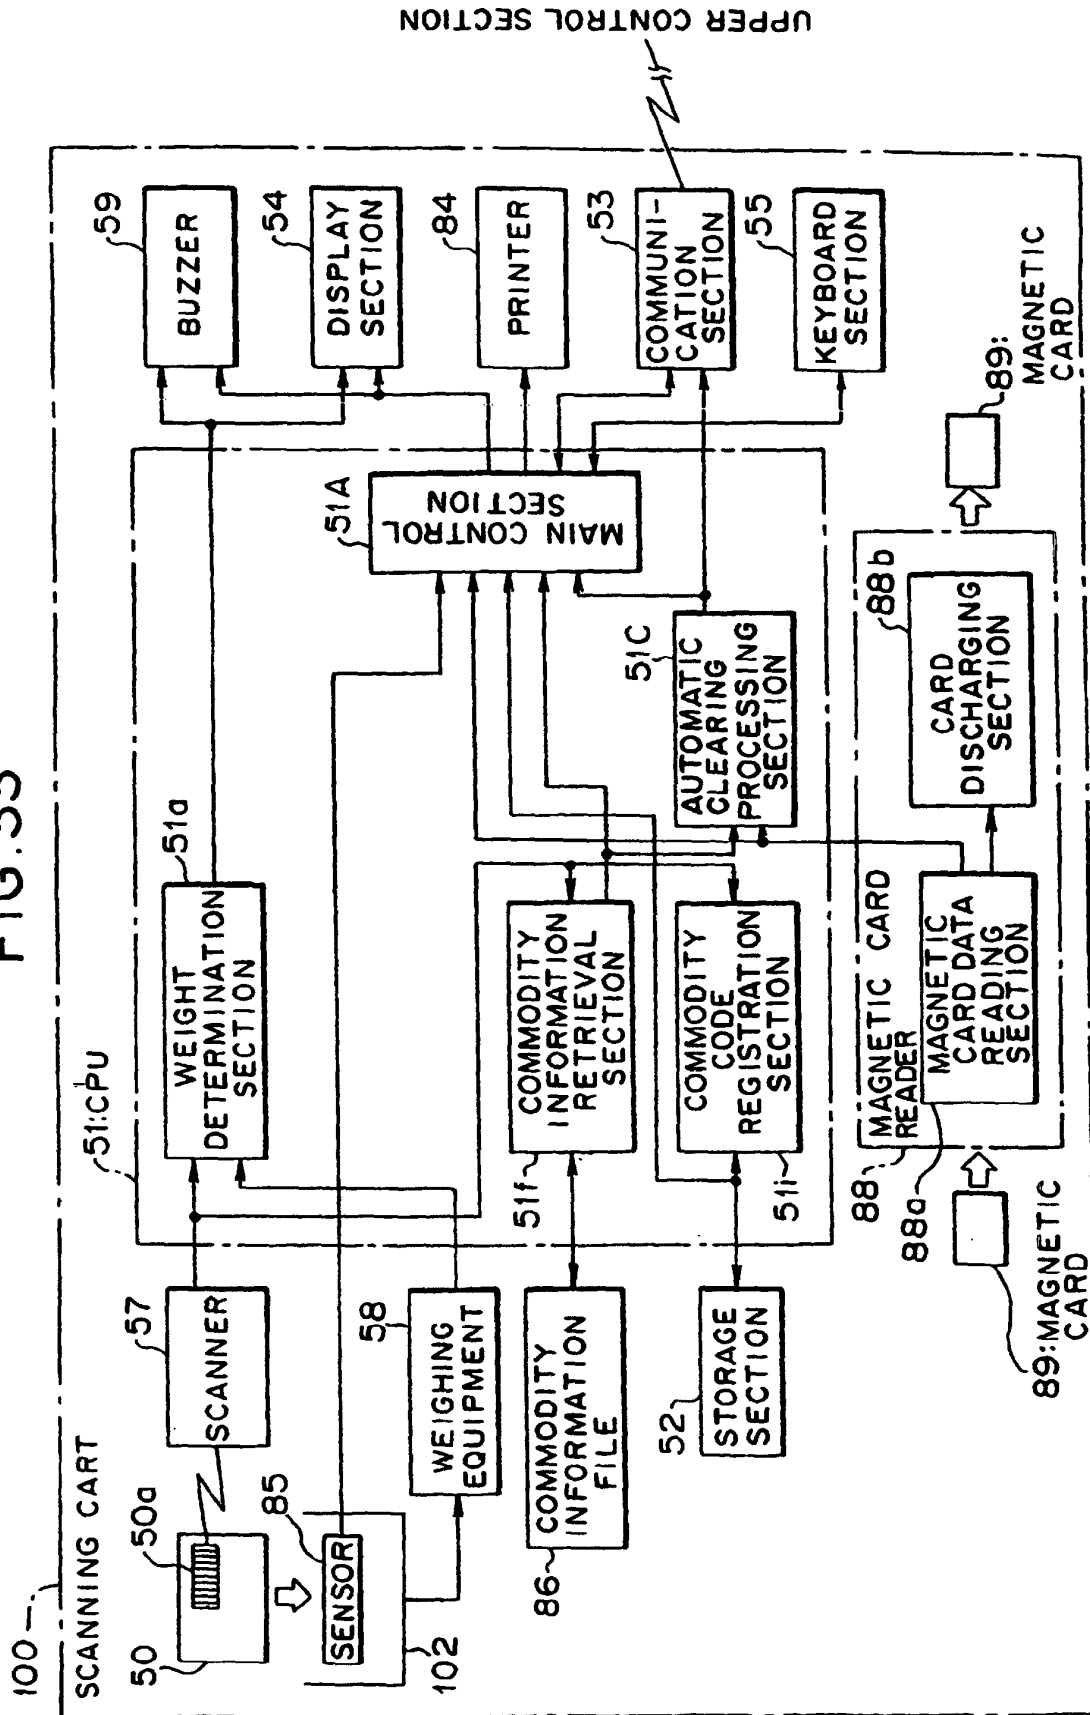 FIG.35
100
SCANNING CART
50
50a
57
SCANNER
85
SENSOR
102
58
WEIGHING
EQUIPMENT
86
COMMODITY
INFORMATION
FILE
52
STORAGE
SECTION
51:CPU
51a
WEIGHT
DETERMINATION
SECTION
51f
COMMODITY
INFORMATION
RETRIEVAL
SECTION
51i
COMMODITY
CODE
REGISTRATION
SECTION
51A
MAIN CONTROL
SECTION
51C
AUTOMATIC
CLEARING
PROCESSING
SECTION
59
BUZZER
54
DISPLAY
SECTION
84
PRINTER
53
COMMUNI-
CATION
SECTION
55
KEYBOARD
SECTION
UPPER CONTROL SECTION
88
MAGNETIC CARD
READER
88a
MAGNETIC
CARD DATA
READING
SECTION
88b
CARD
DISCHARGING
SECTION
89:MAGNETIC
CARD
89:
MAGNETIC
CARD